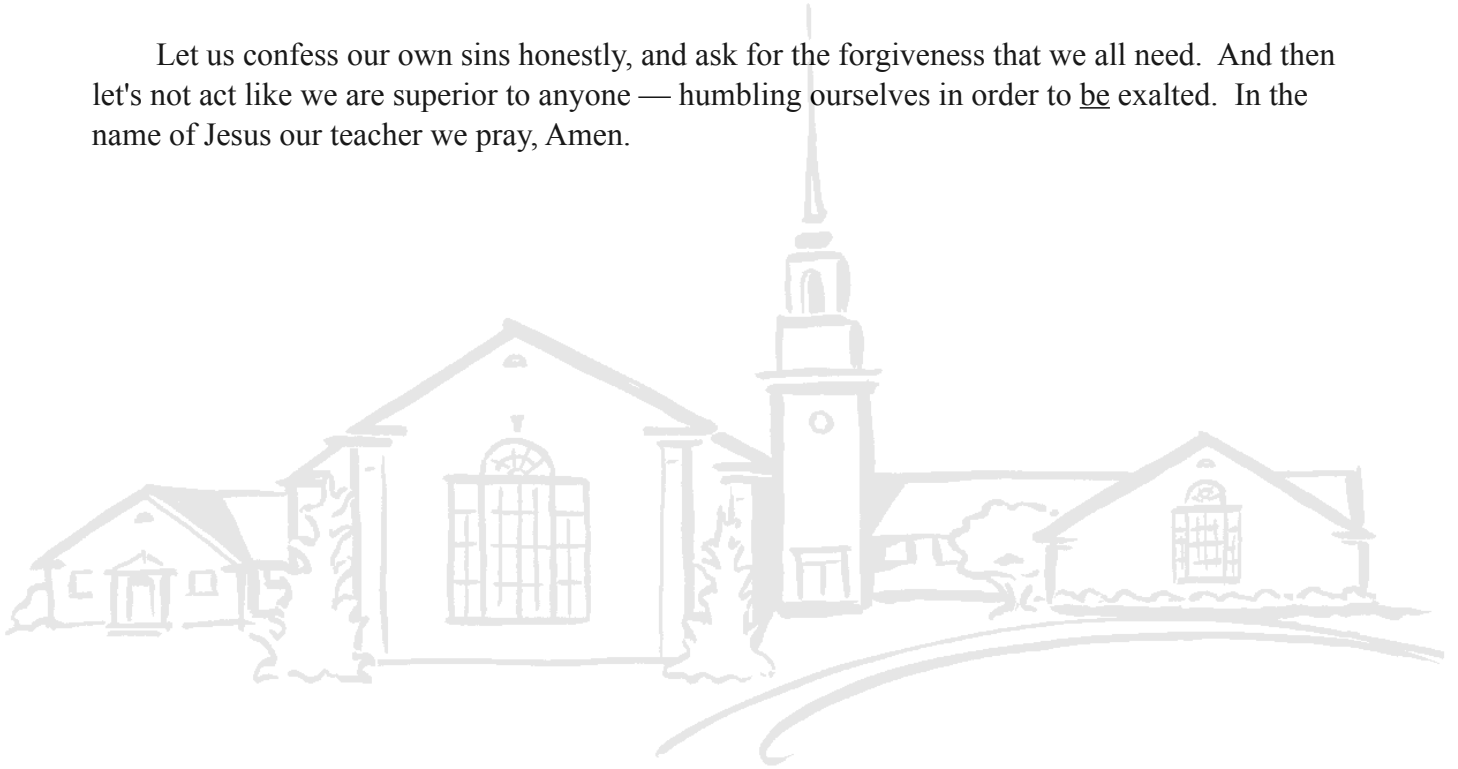 Let us confess our own sins honestly, and ask for the forgiveness that we all need.  And then
let's not act like we are superior to anyone — humbling ourselves in order to be exalted.  In the
name of Jesus our teacher we pray, Amen.